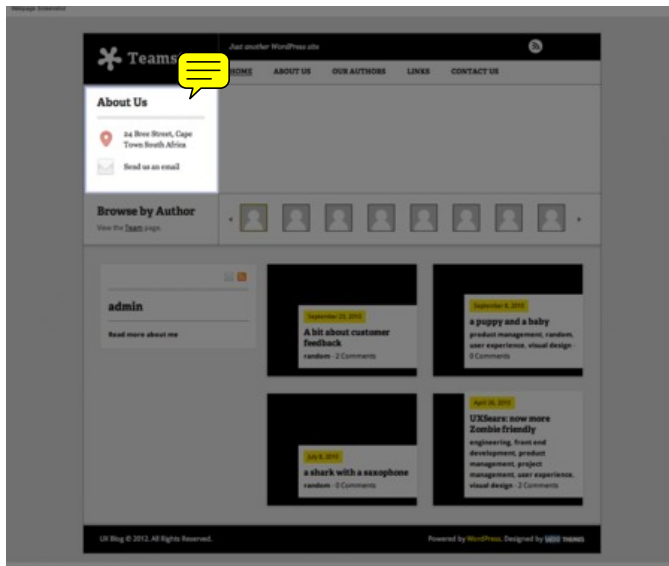 Webpage Screenshot
Teams
Just another WordPress site
HOME ABOUT US OUR AUTHORS LINKS CONTACT US
About Us
24 Bree Street, Cape
Town South Africa
Send us an email
Browse by Author
View the Team page.
admin
Read more about me
September 23, 2010
A bit about customer
feedback
random - 2 Comments
September 8, 2010
a puppy and a baby
product management, random,
user experience, visual design -
0 Comments
July 8, 2010
a shark with a saxophone
random - 0 Comments
April 26, 2010
UXSears: now more
Zombie friendly
engineering, front end
development, product
management, project
management, user experience,
visual design - 2 Comments
UX Blog © 2012. All Rights Reserved.
Powered by WordPress. Designed by WOO THEMES